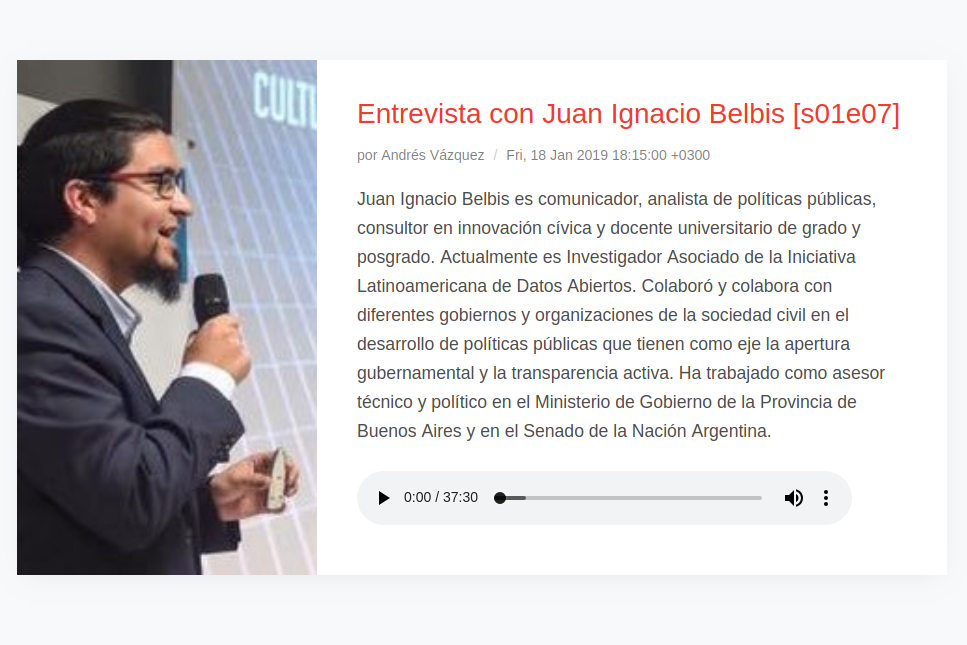 CULTU
Entrevista con Juan Ignacio Belbis [s01e07]
por Andrés Vázquez / Fri, 18 Jan 2019 18:15:00 +0300
Juan Ignacio Belbis es comunicador, analista de políticas públicas,
consultor en innovación cívica y docente universitario de grado y
posgrado. Actualmente es Investigador Asociado de la Iniciativa
Latinoamericana de Datos Abiertos. Colaboró y colabora con
diferentes gobiernos y organizaciones de la sociedad civil en el
desarrollo de políticas públicas que tienen como eje la apertura
gubernamental y la transparencia activa. Ha trabajado como asesor
técnico y político en el Ministerio de Gobierno de la Provincia de
Buenos Aires y en el Senado de la Nación Argentina.
0:00 / 37:30